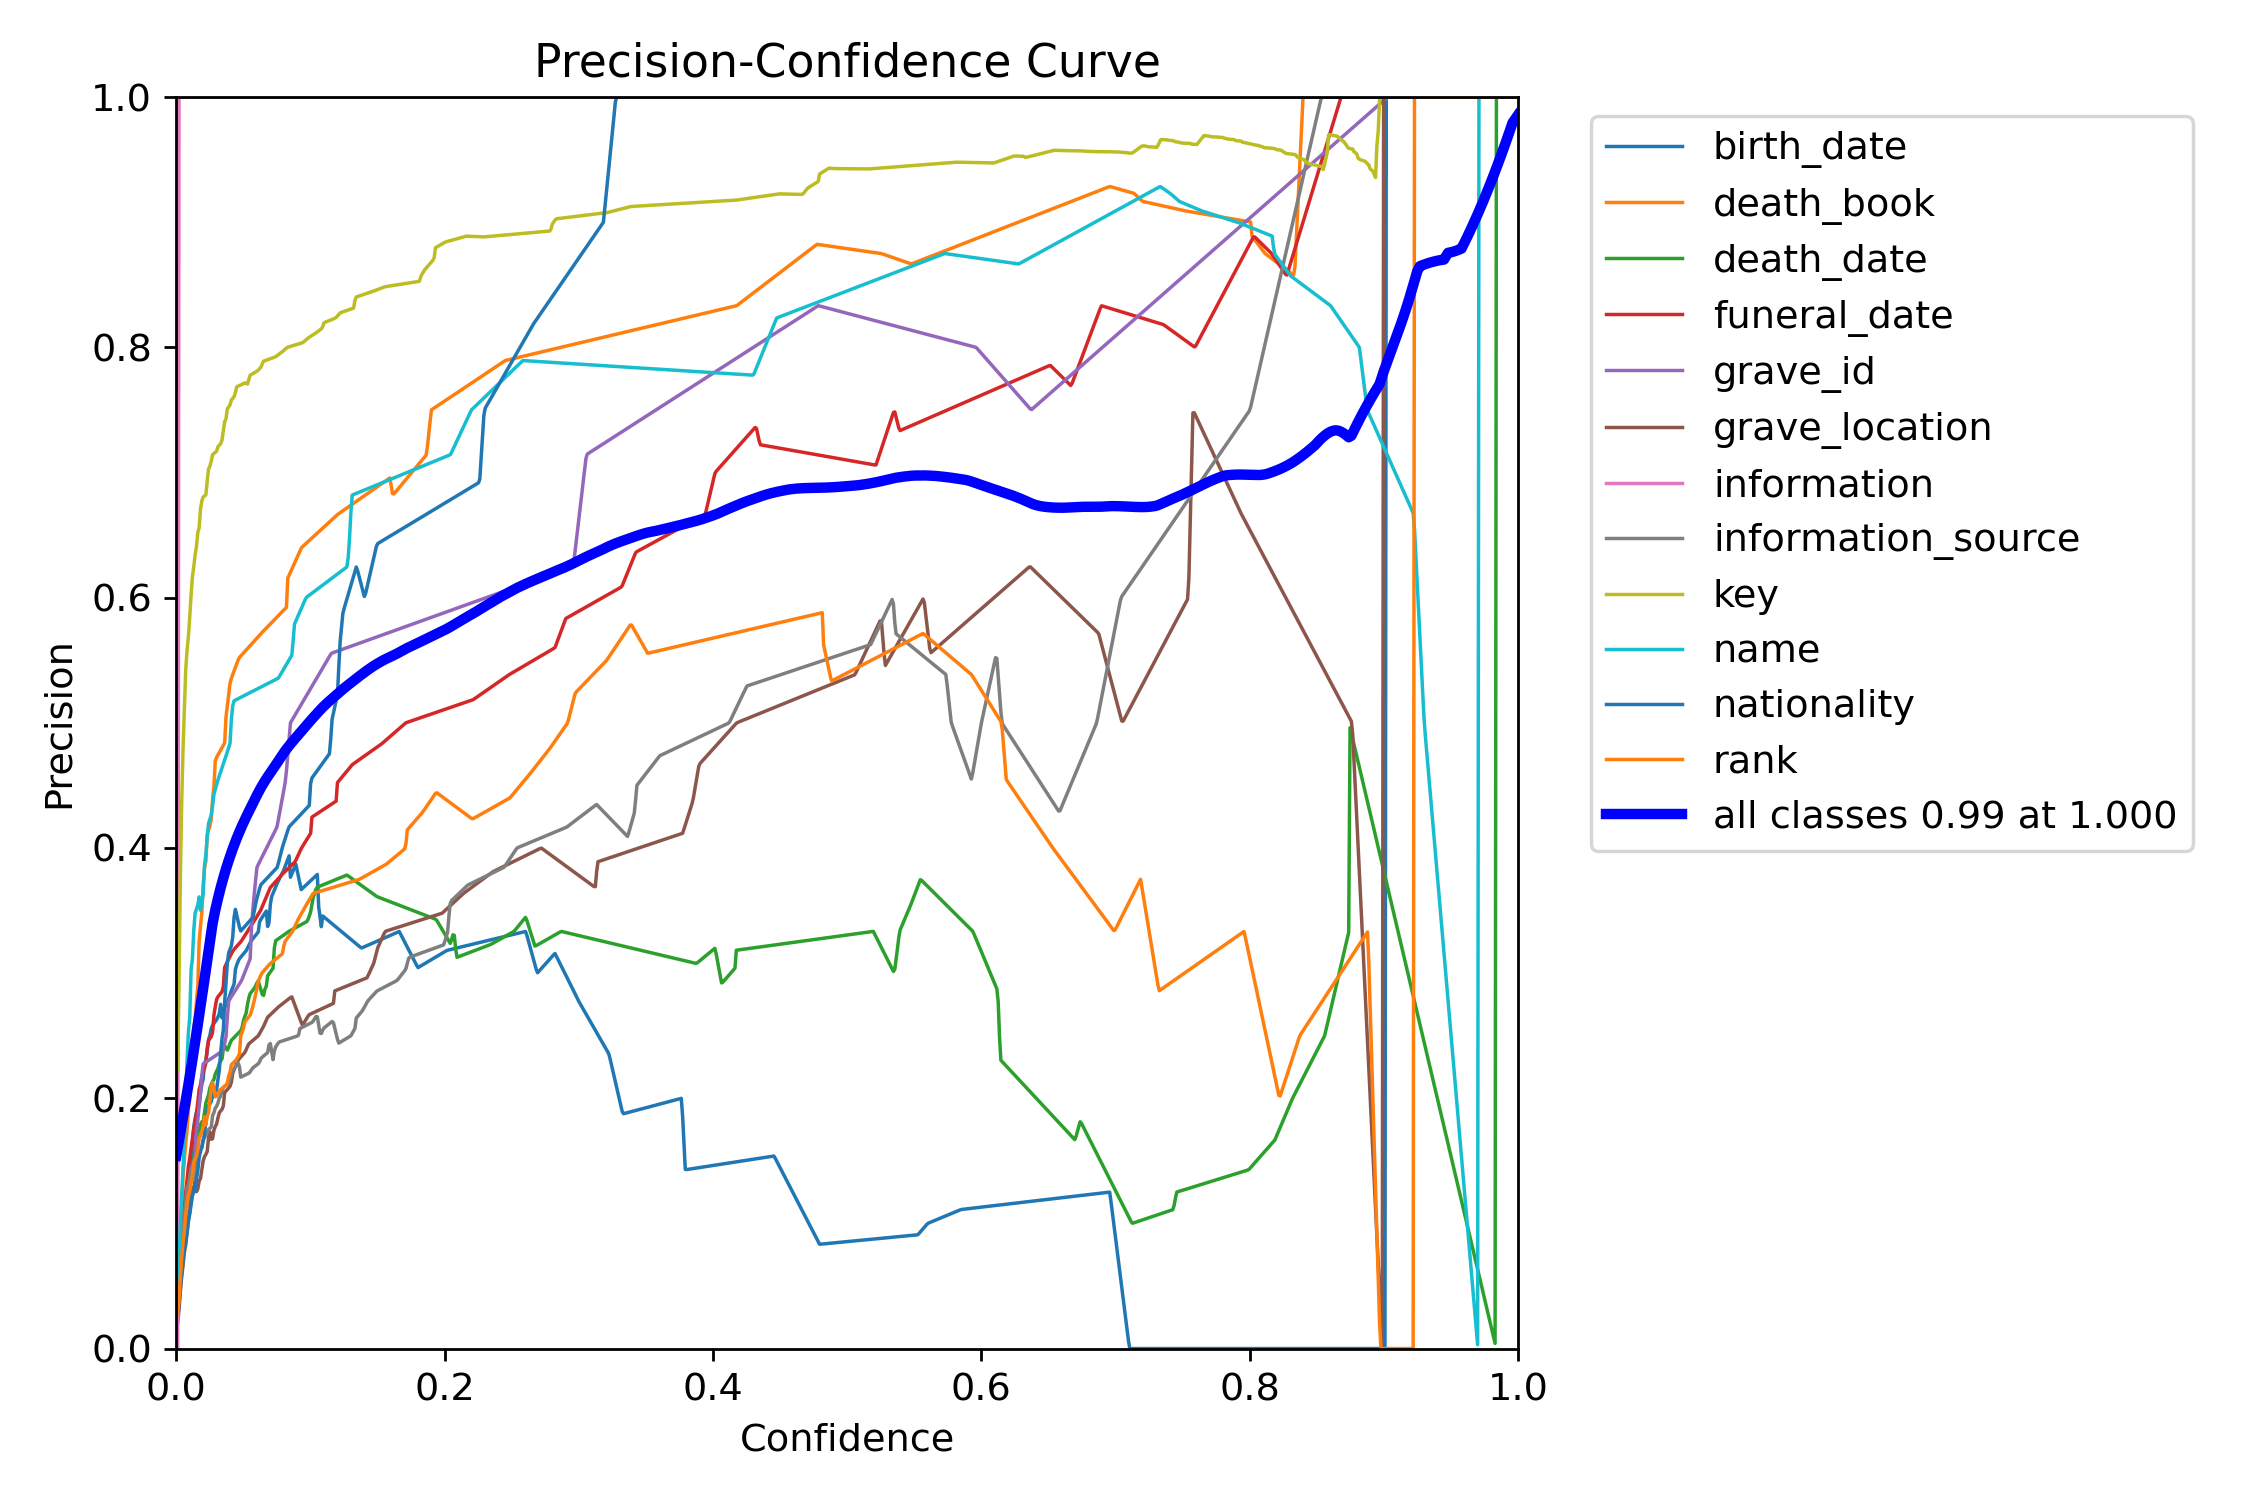 Precision-Confidence Curve
1.0
0.8
0.6
0.4
0.2
0.0
Precision
0.0 0.2 0.4 0.6 0.8 1.0
Confidence
birth_date
death_book
death_date
funeral_date
grave_id
grave_location
information
information_source
key
name
nationality
rank
all classes 0.99 at 1.000